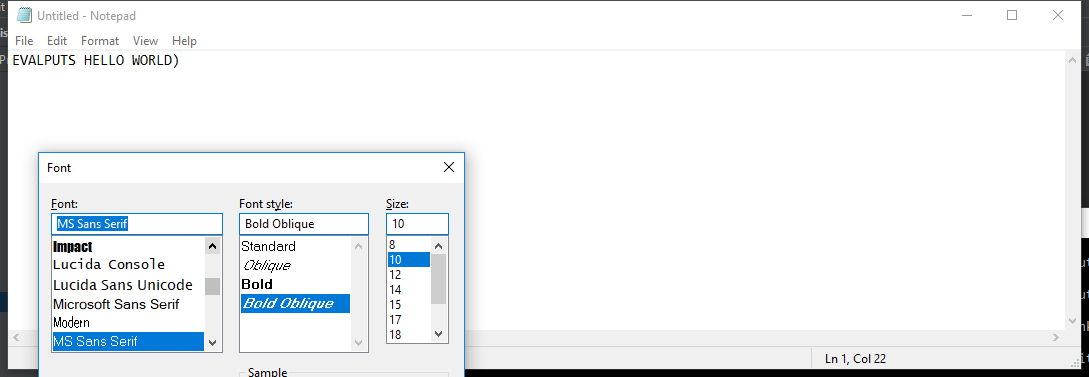 Untitled - Notepad
File Edit Format View Help
EVALPUTS HELLO WORLD)
Font
Font: Font style: Size:
MS Sans Serif Bold Oblique 10
Impact Standard 8
Lucida Console Oblique 10
Lucida Sans Unicode Bold 12
Microsoft Sans Serif Bold Oblique 14
Modern 15
MS Sans Serif 17
18
Sample
Ln 1, Col 22